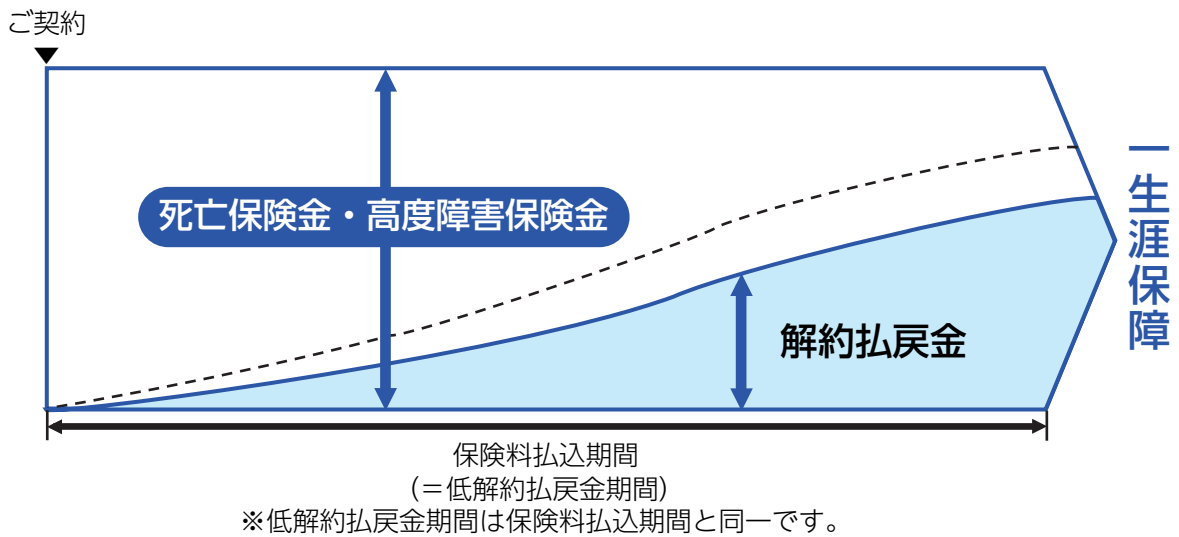 ご契約
死亡保険金・高度障害保険金
解約払戻金
一生涯保障
保険料払込期間
(＝低解約払戻金期間)
※低解約払戻金期間は保険料払込期間と同一です。